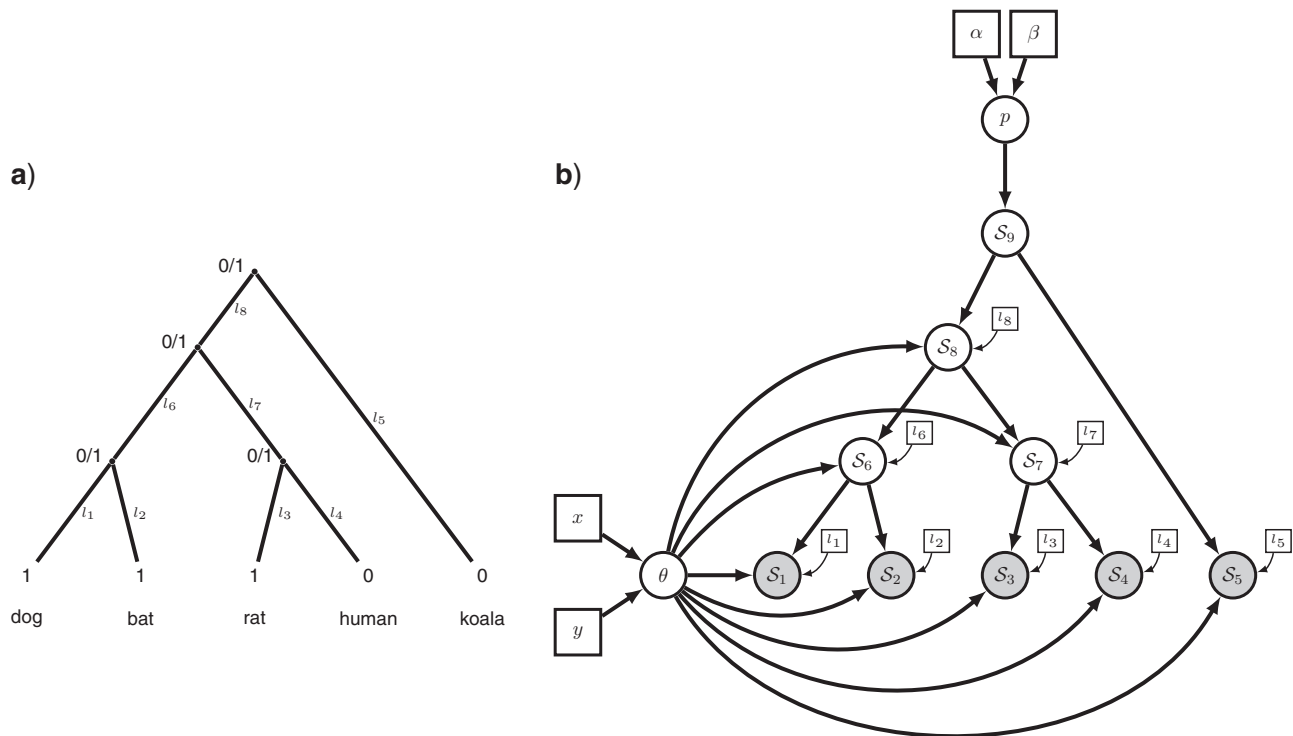 a)
0/1
l₈
0/1
l₆
l₇
l₅
0/1
0/1
l₁
l₂
l₃
l₄
1
1
1
0
0
dog
bat
rat
human
koala
b)
α
β
p
𝒮₉
l₈
𝒮₈
l₆
l₇
𝒮₆
𝒮₇
x
l₁
l₂
l₃
l₄
l₅
θ
𝒮₁
𝒮₂
𝒮₃
𝒮₄
𝒮₅
y